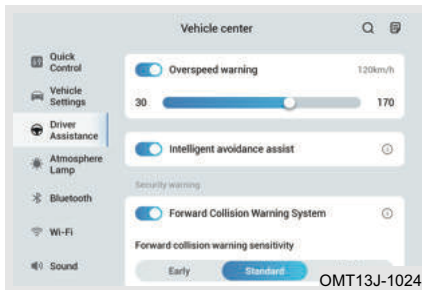 Vehicle center
Quick
Control
Vehicle
Settings
Driver
Assistance
Atmosphere
Lamp
Bluetooth
Wi-Fi
Sound
Overspeed warning
120km/h
30
170
Intelligent avoidance assist
Security warning
Forward Collision Warning System
Forward collision warning sensitivity
Early
Standard
OMT13J-1024